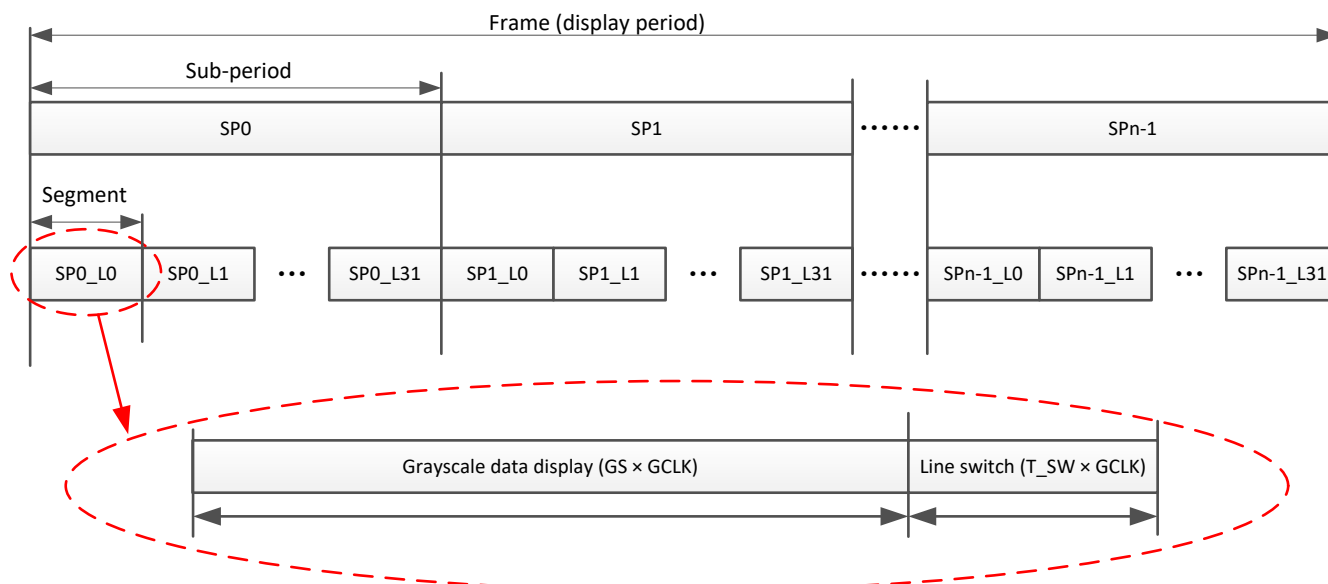 Frame (display period)
Sub-period
SP0 SP1 ...... SPn-1
Segment
SP0_L0 SP0_L1 ... SP0_L31 SP1_L0 SP1_L1 ... SP1_L31 ...... SPn-1_L0 SPn-1_L1 ... SPn-1_L31
Grayscale data display (GS × GCLK) Line switch (T_SW × GCLK)